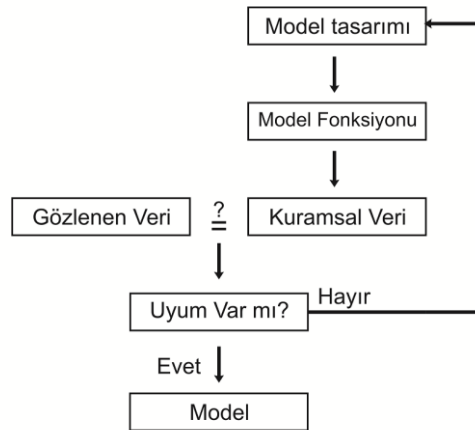 Model tasarımı
Model Fonksiyonu
Gözlenen Veri ? = Kuramsal Veri
Uyum Var mı? Hayır
Evet
Model